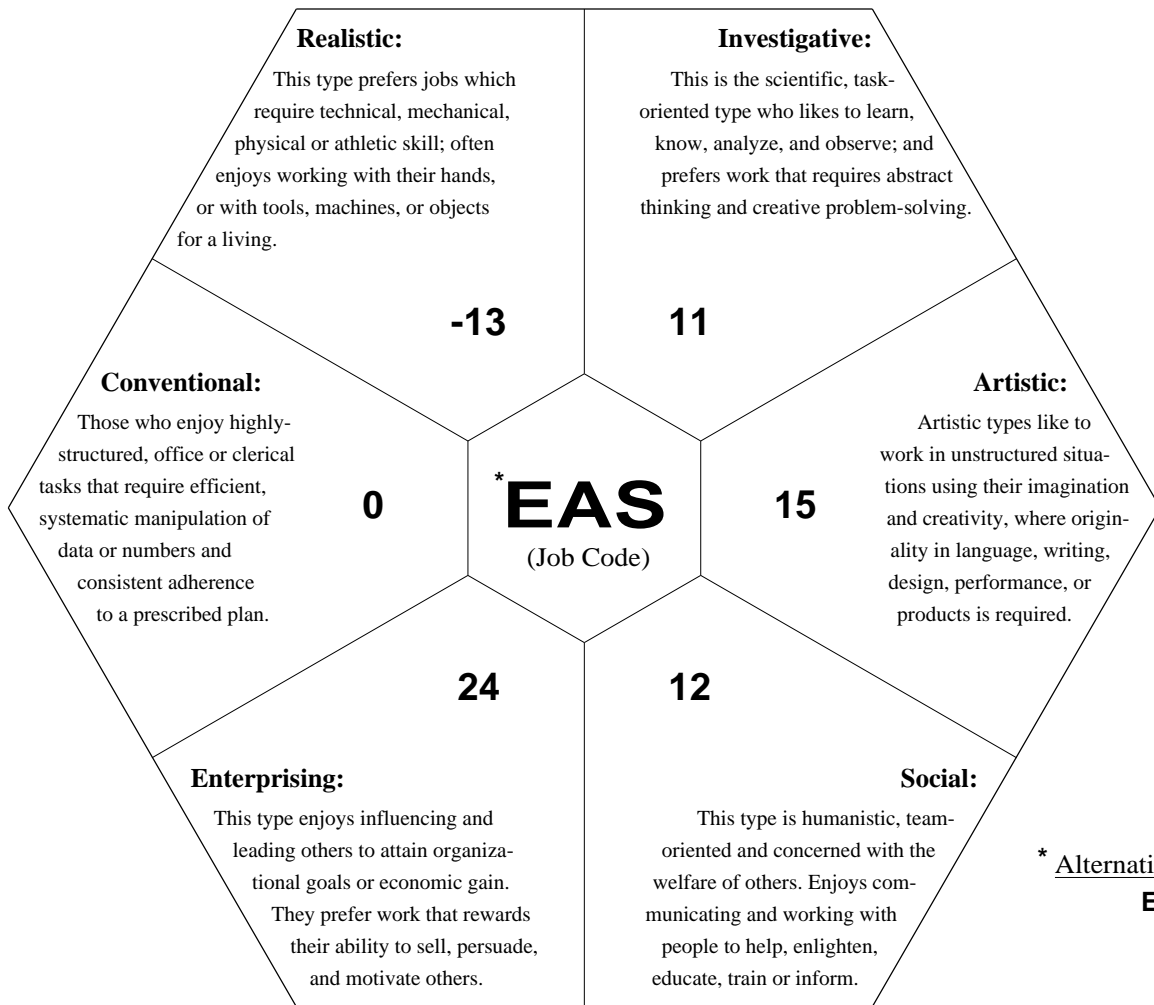 Realistic:
This type prefers jobs which
require technical, mechanical,
physical or athletic skill; often
enjoys working with their hands,
or with tools, machines, or objects
for a living.
-13
Investigative:
This is the scientific, task-
oriented type who likes to learn,
know, analyze, and observe; and
prefers work that requires abstract
thinking and creative problem-solving.
11
Conventional:
Those who enjoy highly-
structured, office or clerical
tasks that require efficient,
systematic manipulation of
data or numbers and
consistent adherence
to a prescribed plan.
0
*EAS
(Job Code)
Artistic:
Artistic types like to
work in unstructured situa-
tions using their imagination
and creativity, where origin-
ality in language, writing,
design, performance, or
products is required.
15
24
Enterprising:
This type enjoys influencing and
leading others to attain organiza-
tional goals or economic gain.
They prefer work that rewards
their ability to sell, persuade,
and motivate others.
12
Social:
This type is humanistic, team-
oriented and concerned with the
welfare of others. Enjoys com-
municating and working with
people to help, enlighten,
educate, train or inform.
*